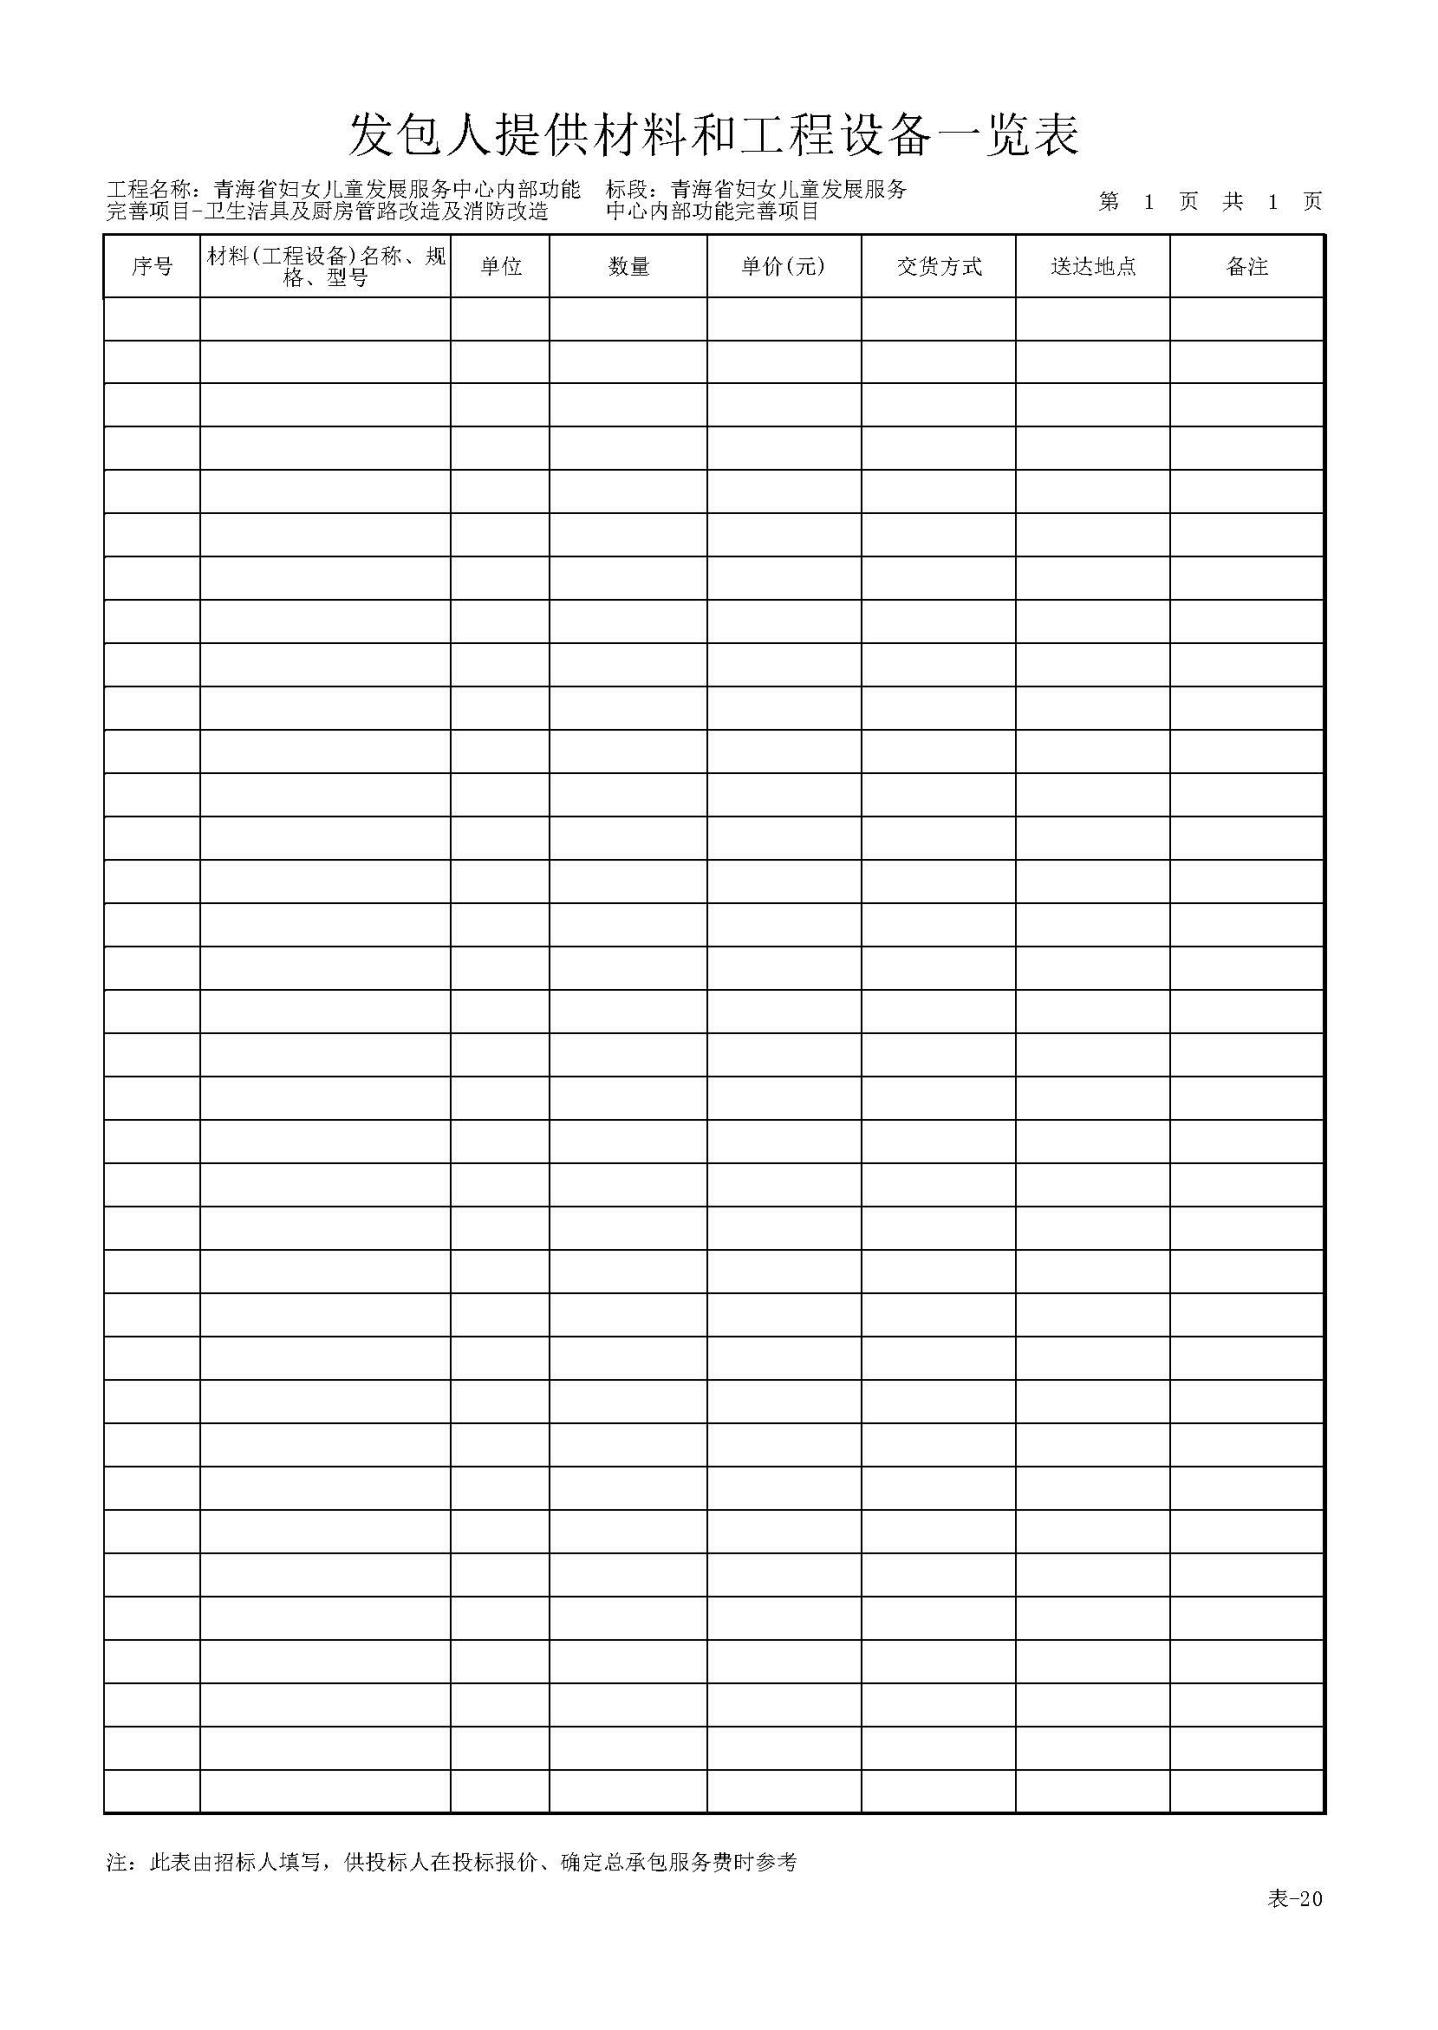 发包人提供材料和工程设备一览表
工程名称：青海省妇女儿童发展服务中心内部功能
完善项目-卫生洁具及厨房管路改造及消防改造
标段：青海省妇女儿童发展服务
中心内部功能完善项目
第 1 页 共 1 页
序号
材料(工程设备)名称、规
格、型号
单位
数量
单价(元)
交货方式
送达地点
备注
注：此表由招标人填写，供投标人在投标报价、确定总承包服务费时参考
表-20